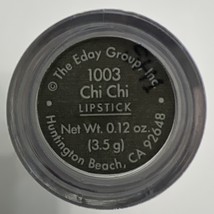 © The Eday Group, Inc.
1003
Chi Chi
LIPSTICK
Net Wt. 0.12 oz.
(3.5 g)
• Huntington Beach, CA 92648 •